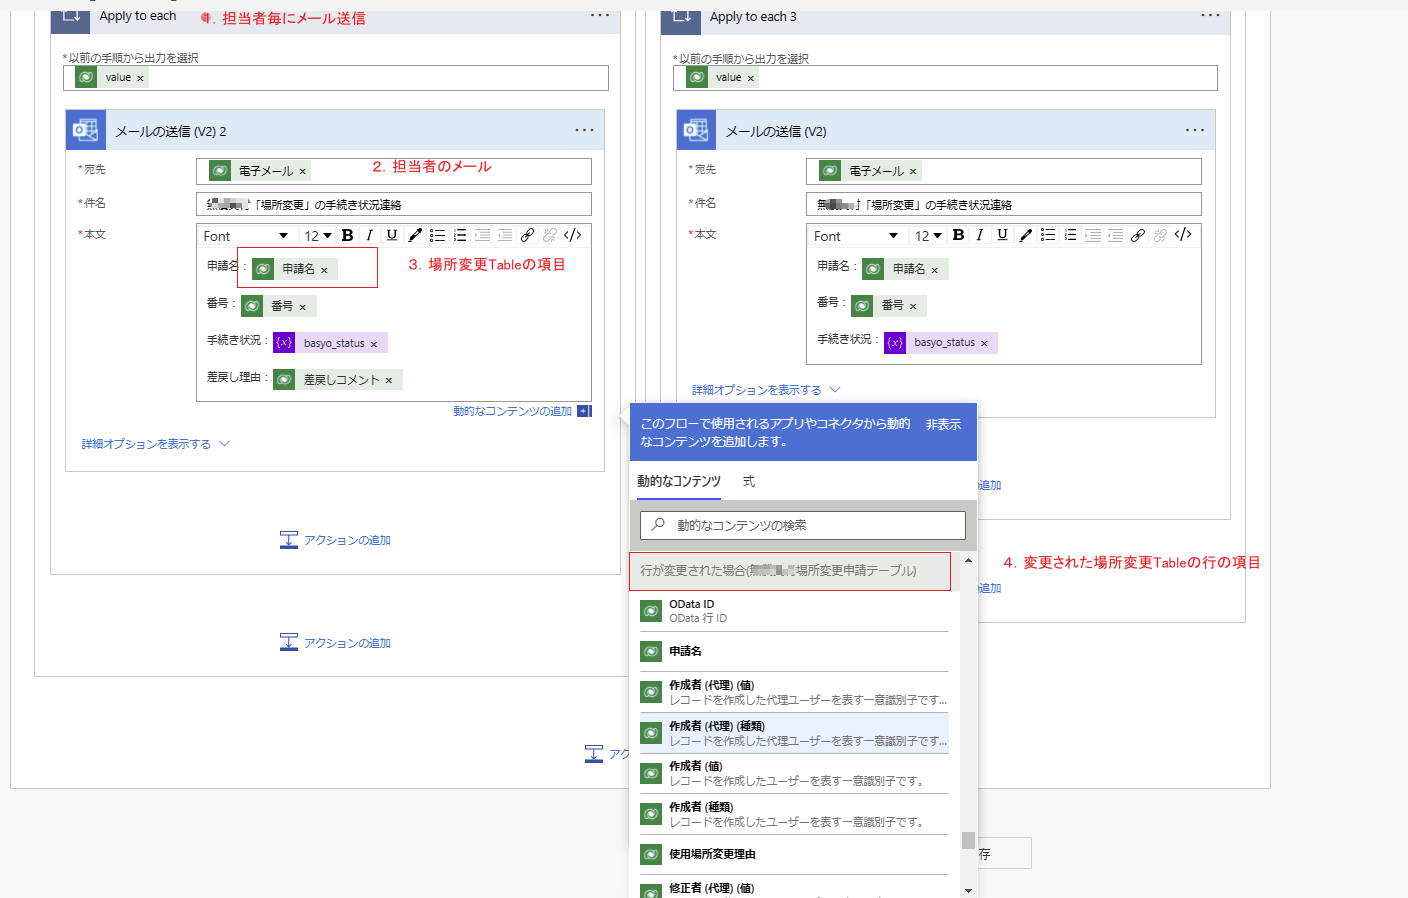 Apply to each
1. 担当者毎にメール送信
*以前の手順から出力を選択
value ×
メールの送信 (V2) 2
*宛先
電子メール ×
2. 担当者のメール
*件名
「場所変更」の手続き状況連絡
*本文
Font 12 B I U </>
申請名: 申請名 ×
3. 場所変更Tableの項目
番号: 番号 ×
手続き状況: {x} basyo_status ×
差戻し理由: 差戻しコメント ×
動的なコンテンツの追加
詳細オプションを表示する
アクションの追加
アクションの追加
アク
Apply to each 3
*以前の手順から出力を選択
value ×
メールの送信 (V2)
*宛先
電子メール ×
*件名
「場所変更」の手続き状況連絡
*本文
Font 12 B I U </>
申請名: 申請名 ×
番号: 番号 ×
手続き状況: {x} basyo_status ×
詳細オプションを表示する
追加
4. 変更された場所変更Tableの行の項目
追加
このフローで使用されるアプリやコネクタから動的
なコンテンツを追加します。
非表示
動的なコンテンツ 式
動的なコンテンツの検索
行が変更された場合( 場所変更申請テーブル)
OData ID
OData 行 ID
申請名
作成者 (代理) (値)
レコードを作成した代理ユーザーを表す一意識別子です...
作成者 (代理) (種類)
レコードを作成した代理ユーザーを表す一意識別子です...
作成者 (値)
レコードを作成したユーザーを表す一意識別子です。
作成者 (種類)
レコードを作成したユーザーを表す一意識別子です。
使用場所変更理由
修正者 (代理) (値)
存